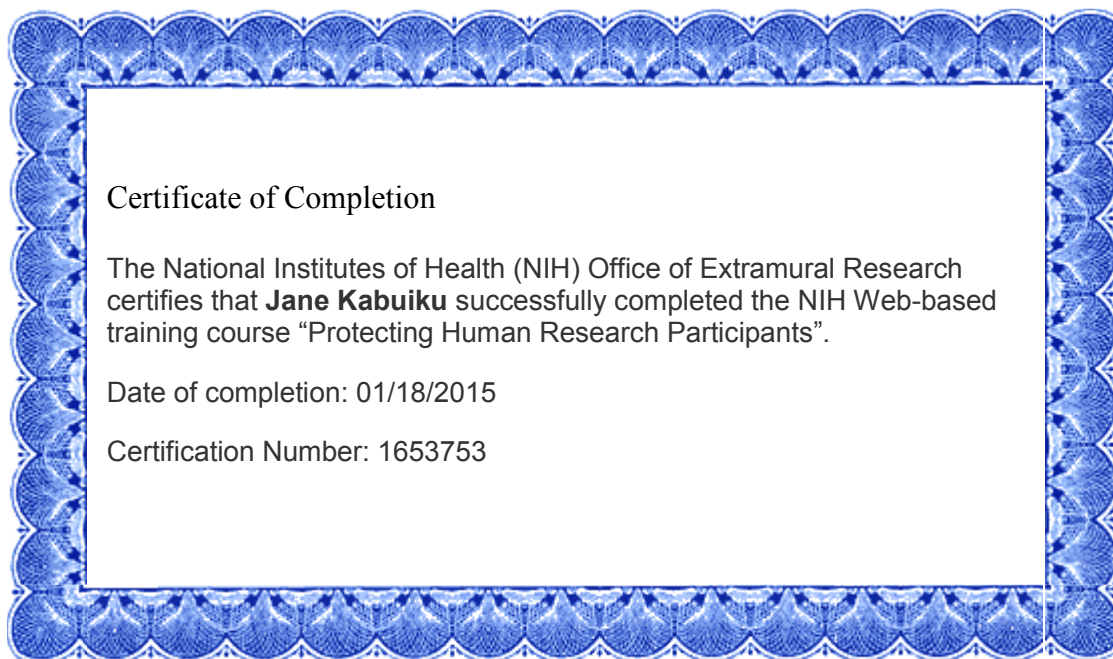 Certificate of Completion
The National Institutes of Health (NIH) Office of Extramural Research
certifies that Jane Kabuiku successfully completed the NIH Web-based
training course “Protecting Human Research Participants”.
Date of completion: 01/18/2015
Certification Number: 1653753